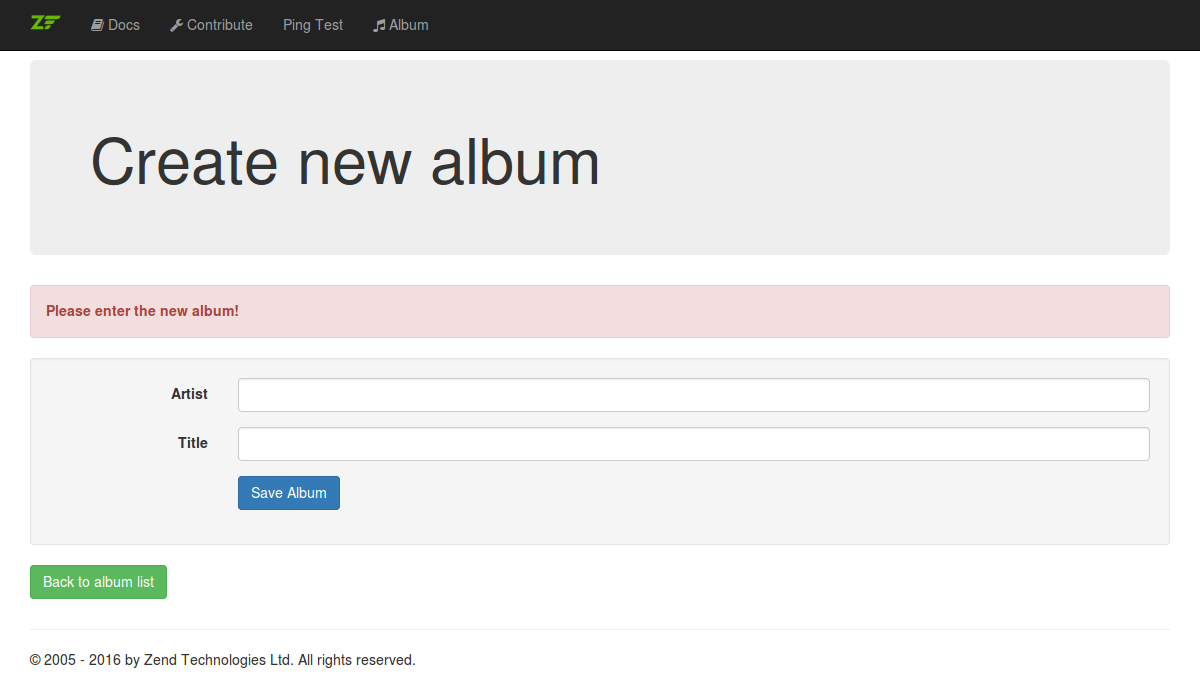 ZF Docs Contribute Ping Test Album
Create new album
Please enter the new album!
Artist
Title
Save Album
Back to album list
© 2005 - 2016 by Zend Technologies Ltd. All rights reserved.